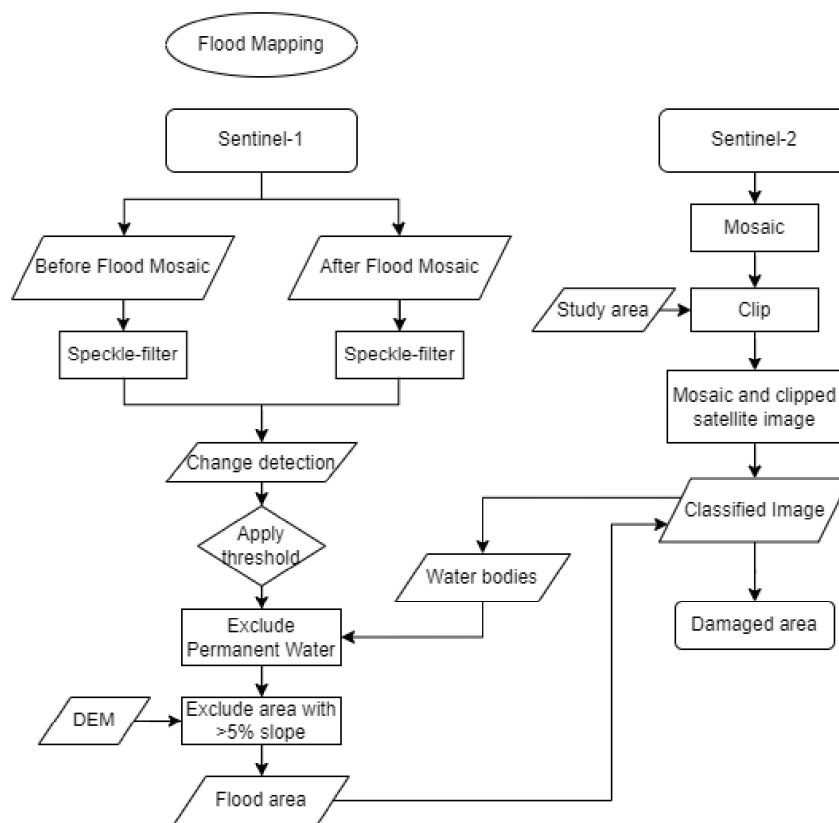 Flood Mapping
Sentinel-1
Sentinel-2
Mosaic
Before Flood Mosaic
After Flood Mosaic
Study area
Clip
Speckle-filter
Speckle-filter
Mosaic and clipped
satellite image
Change detection
Classified Image
Apply
threshold
Water bodies
Exclude
Permanent Water
Damaged area
DEM
Exclude area with
>5% slope
Flood area